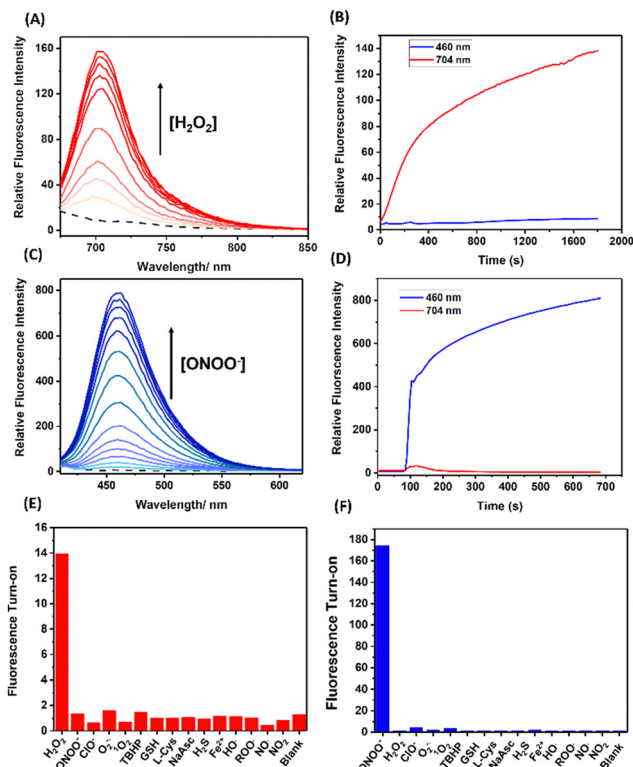 (A)
Relative Fluorescence Intensity
160
120
80
40
0
[H₂O₂]
700 750 800 850
Wavelength/ nm
(B)
Relative Fluorescence Intensity
140
120
100
80
60
40
20
0
460 nm
704 nm
0 400 800 1200 1600 2000
Time (s)
(C)
Relative Fluorescence Intensity
800
600
400
200
0
[ONOO⁻]
450 500 550 600
Wavelength/ nm
(D)
Relative Fluorscence Intensity
800
600
400
200
0
460 nm
704 nm
0 100 200 300 400 500 600 700
Time (s)
(E)
Fluorescence Turn-on
16
14
12
10
8
6
4
2
0
H₂O₂ ONOO⁻ ClO⁻ O₂⁻· ¹O₂ TBHP GSH L-Cys NaAsc H₂S Fe²⁺ HO· ROO· NO· NO₂⁻ Blank
(F)
Fluorescence Turn-on
180
160
140
120
100
80
60
40
20
0
ONOO⁻ H₂O₂ ClO⁻ O₂⁻· ¹O₂ TBHP GSH L-Cys NaAsc H₂S Fe²⁺ HO· ROO· NO· NO₂⁻ Blank